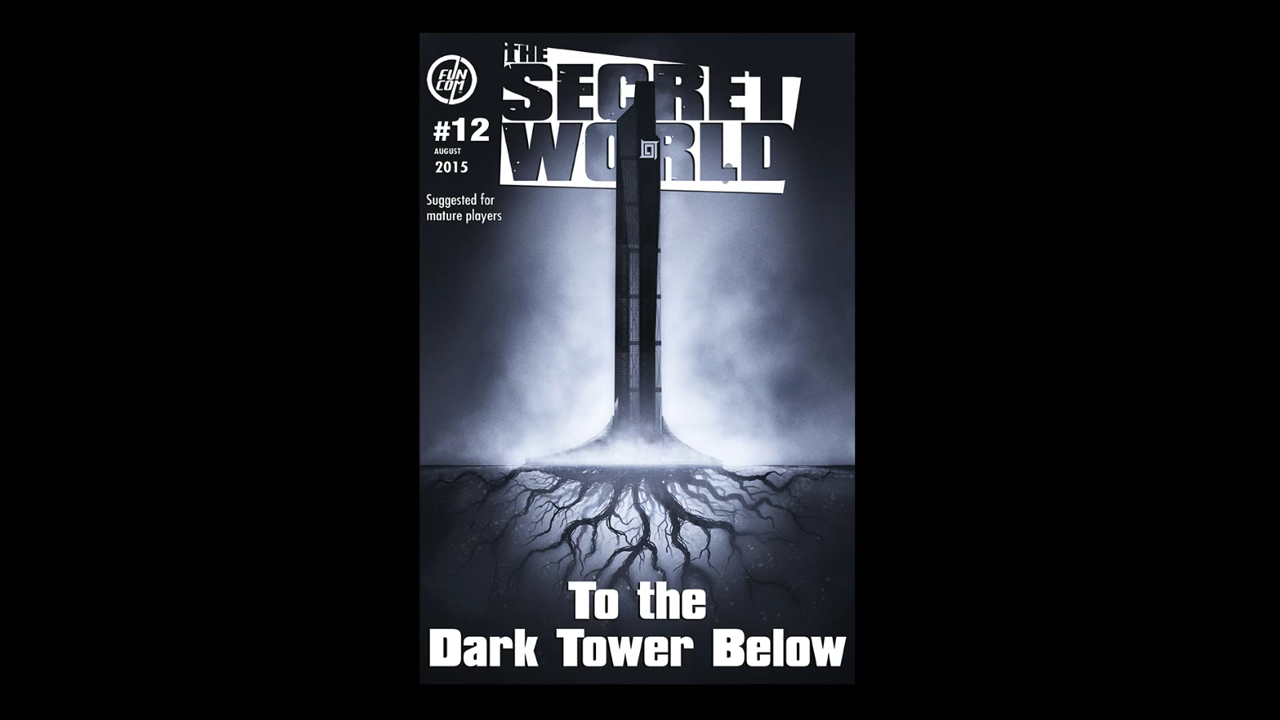 FUN
COM
#12
AUGUST
2015
Suggested for
mature players
THE
SECRET
WORLD
To the
Dark Tower Below